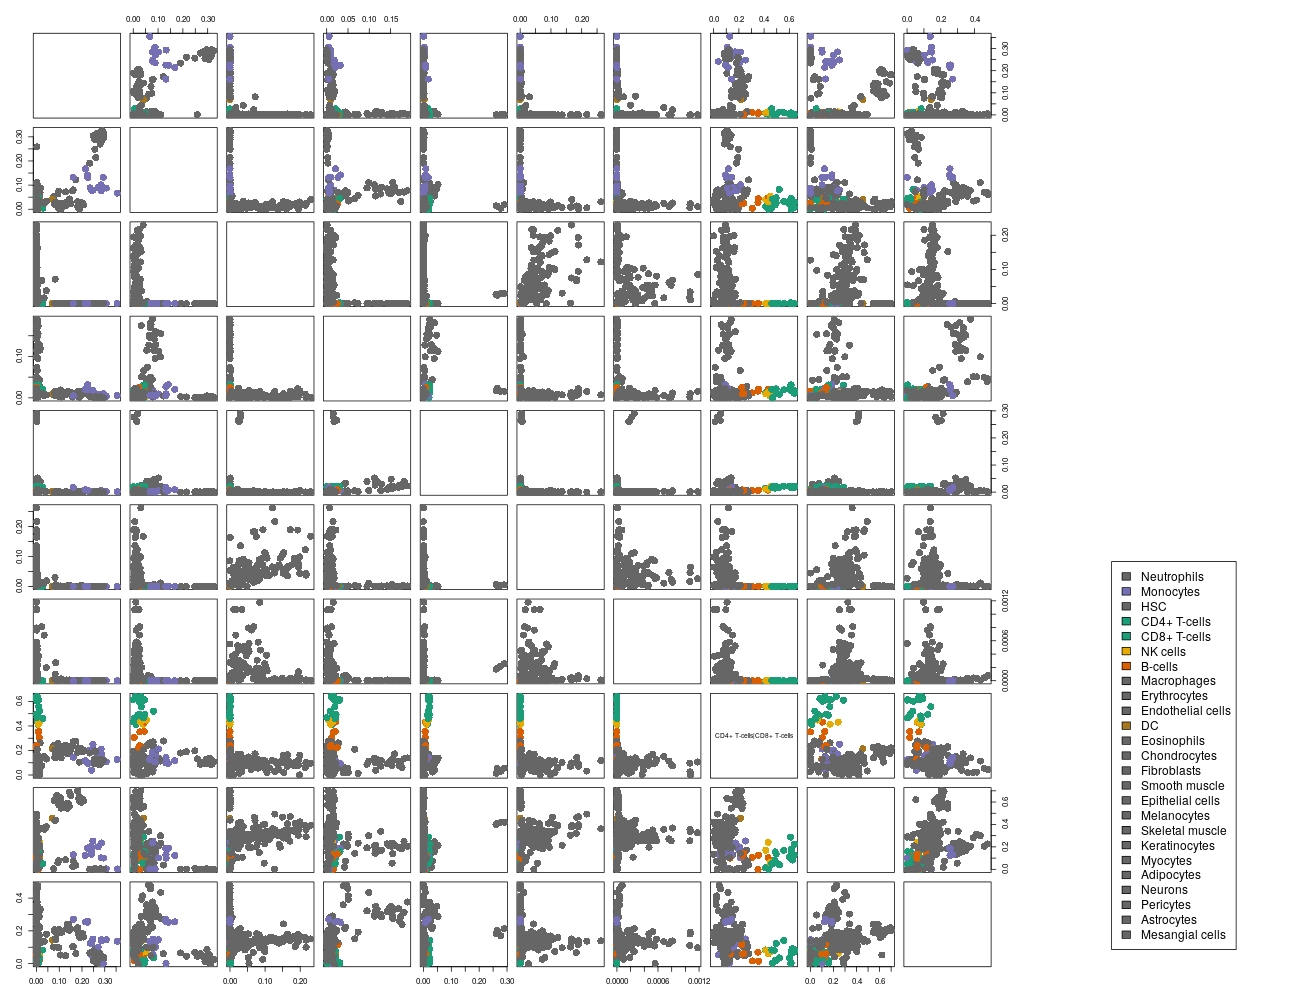 0.00 0.10 0.20 0.30
0.00 0.05 0.15
0.00 0.10 0.20
0.0 0.2 0.4 0.6
0.0 0.2 0.4
0.00 0.10 0.20 0.30
0.00 0.10 0.20 0.30
0.00 0.10 0.20
0.00 0.10
0.00 0.10 0.20 0.30
0.00 0.10 0.20
0.0000 0.0006 0.0012
0.0 0.2 0.4 0.6
CD4+ T-cells|CD8+ T-cells
0.0 0.2 0.4 0.6
0.0 0.2 0.4
0.00 0.10 0.20 0.30
0.00 0.10 0.20
0.00 0.10 0.20 0.30
0.0000 0.0006 0.0012
0.0 0.2 0.4 0.6
Neutrophils
Monocytes
HSC
CD4+ T-cells
CD8+ T-cells
NK cells
B-cells
Macrophages
Erythrocytes
Endothelial cells
DC
Eosinophils
Chondrocytes
Fibroblasts
Smooth muscle
Epithelial cells
Melanocytes
Skeletal muscle
Keratinocytes
Myocytes
Adipocytes
Neurons
Pericytes
Astrocytes
Mesangial cells